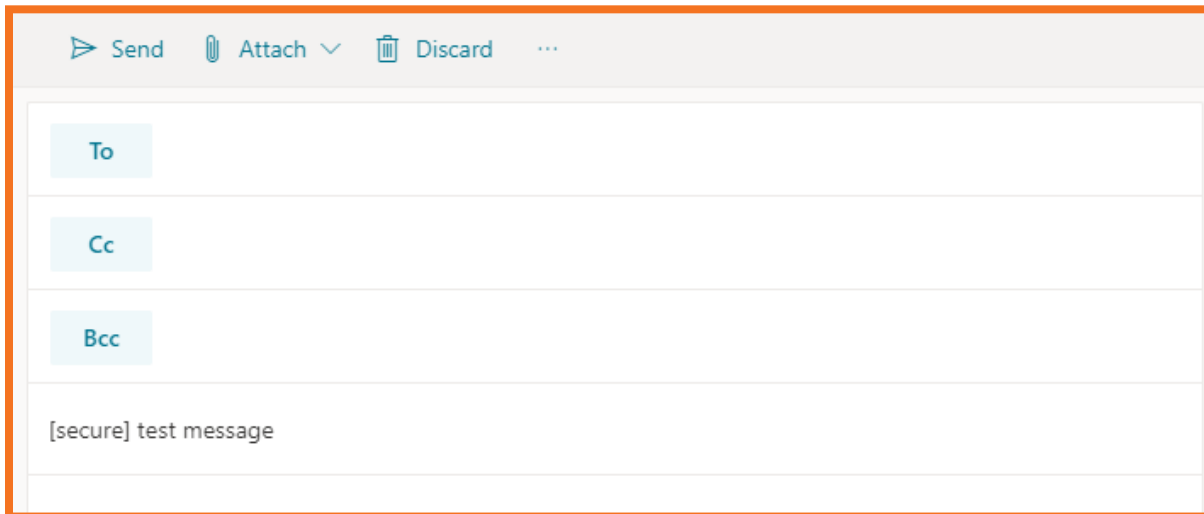 Send Attach Discard ...
To
Cc
Bcc
[secure] test message